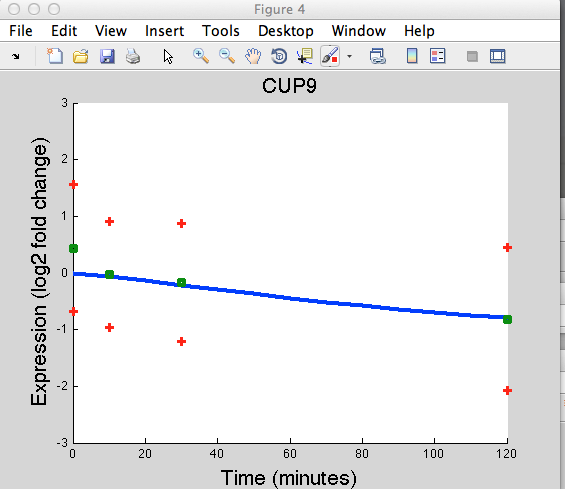 Figure 4
File Edit View Insert Tools Desktop Window Help
CUP9
3
2
1
0
-1
-2
-3
0 20 40 60 80 100 120
Expression (log2 fold change)
Time (minutes)